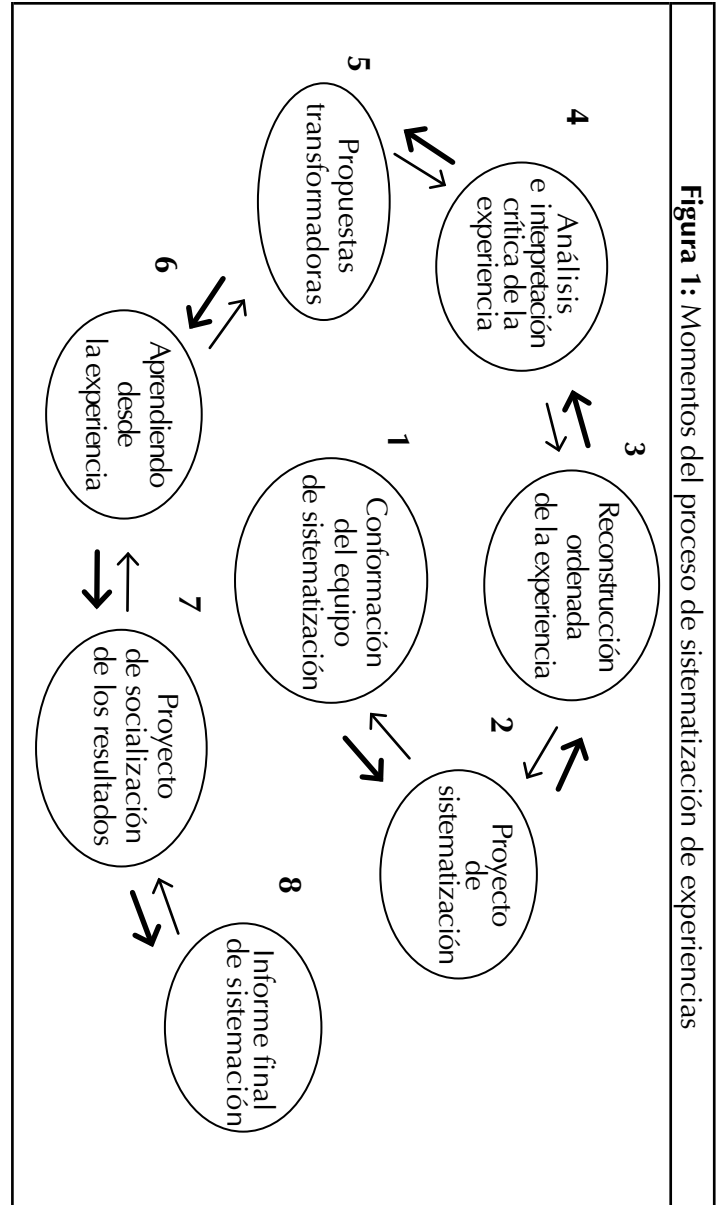 Figura 1: Momentos del proceso de sistematización de experiencias
1
Conformación
del equipo
de sistematización
2
Proyecto
de
sistematización
3
Reconstrucción
ordenada
de la experiencia
4
Análisis
e interpretación
crítica de la
experiencia
5
Propuestas
transformadoras
6
Aprendiendo
desde
la experiencia
7
Proyecto
de socialización
de los resultados
8
Informe final
de sistemación